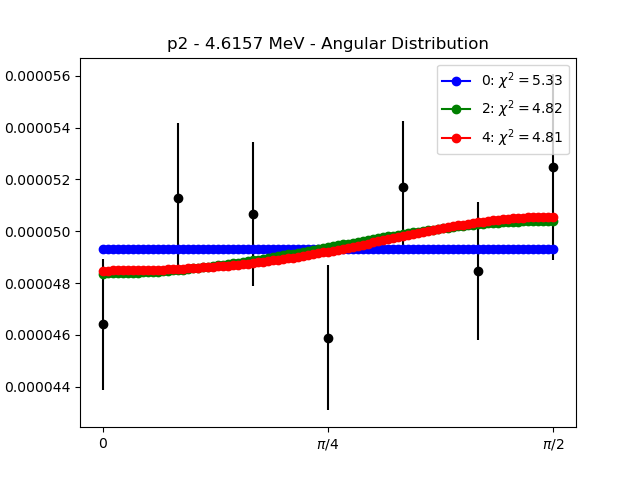 p2 - 4.6157 MeV - Angular Distribution
0.000056
0.000054
0.000052
0.000050
0.000048
0.000046
0.000044
0: χ² = 5.33
2: χ² = 4.82
4: χ² = 4.81
0
π/4
π/2